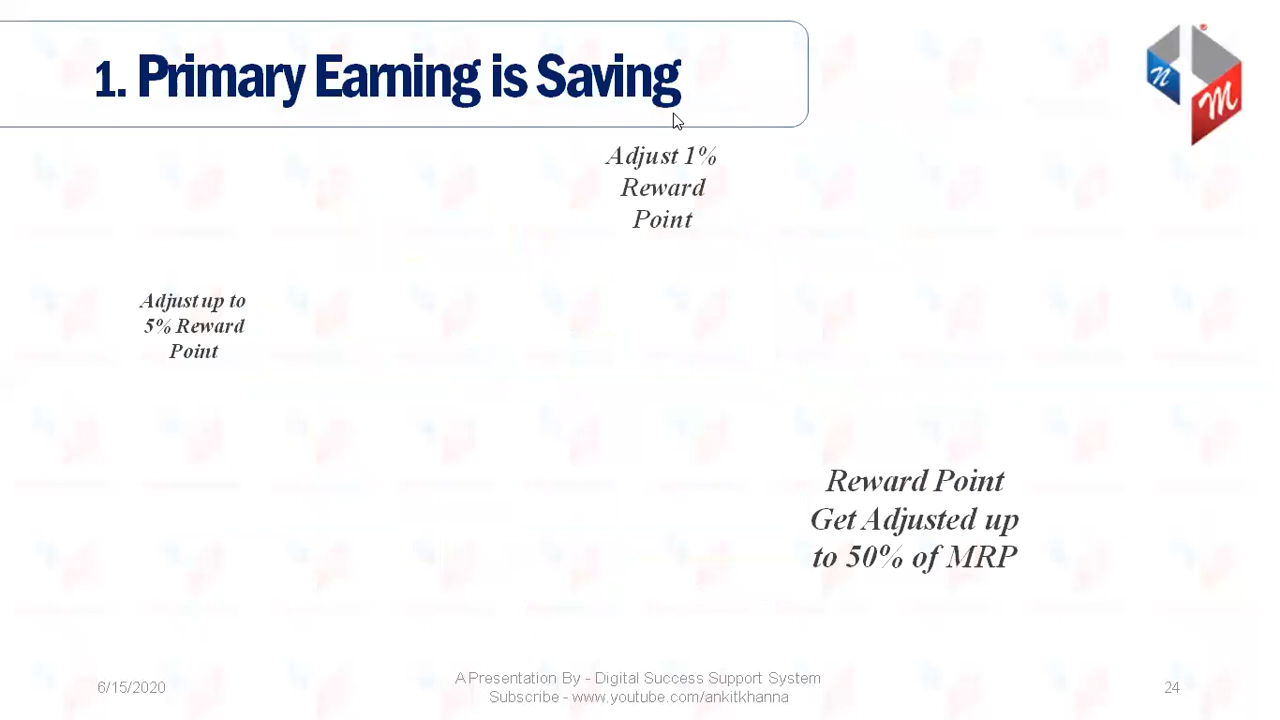 1. Primary Earning is Saving
n
M
Adjust 1%
Reward
Point
Adjust up to
5% Reward
Point
Reward Point
Get Adjusted up
to 50% of MRP
6/15/2020
A Presentation By - Digital Success Support System
Subscribe - www.youtube.com/ankitkhanna
24